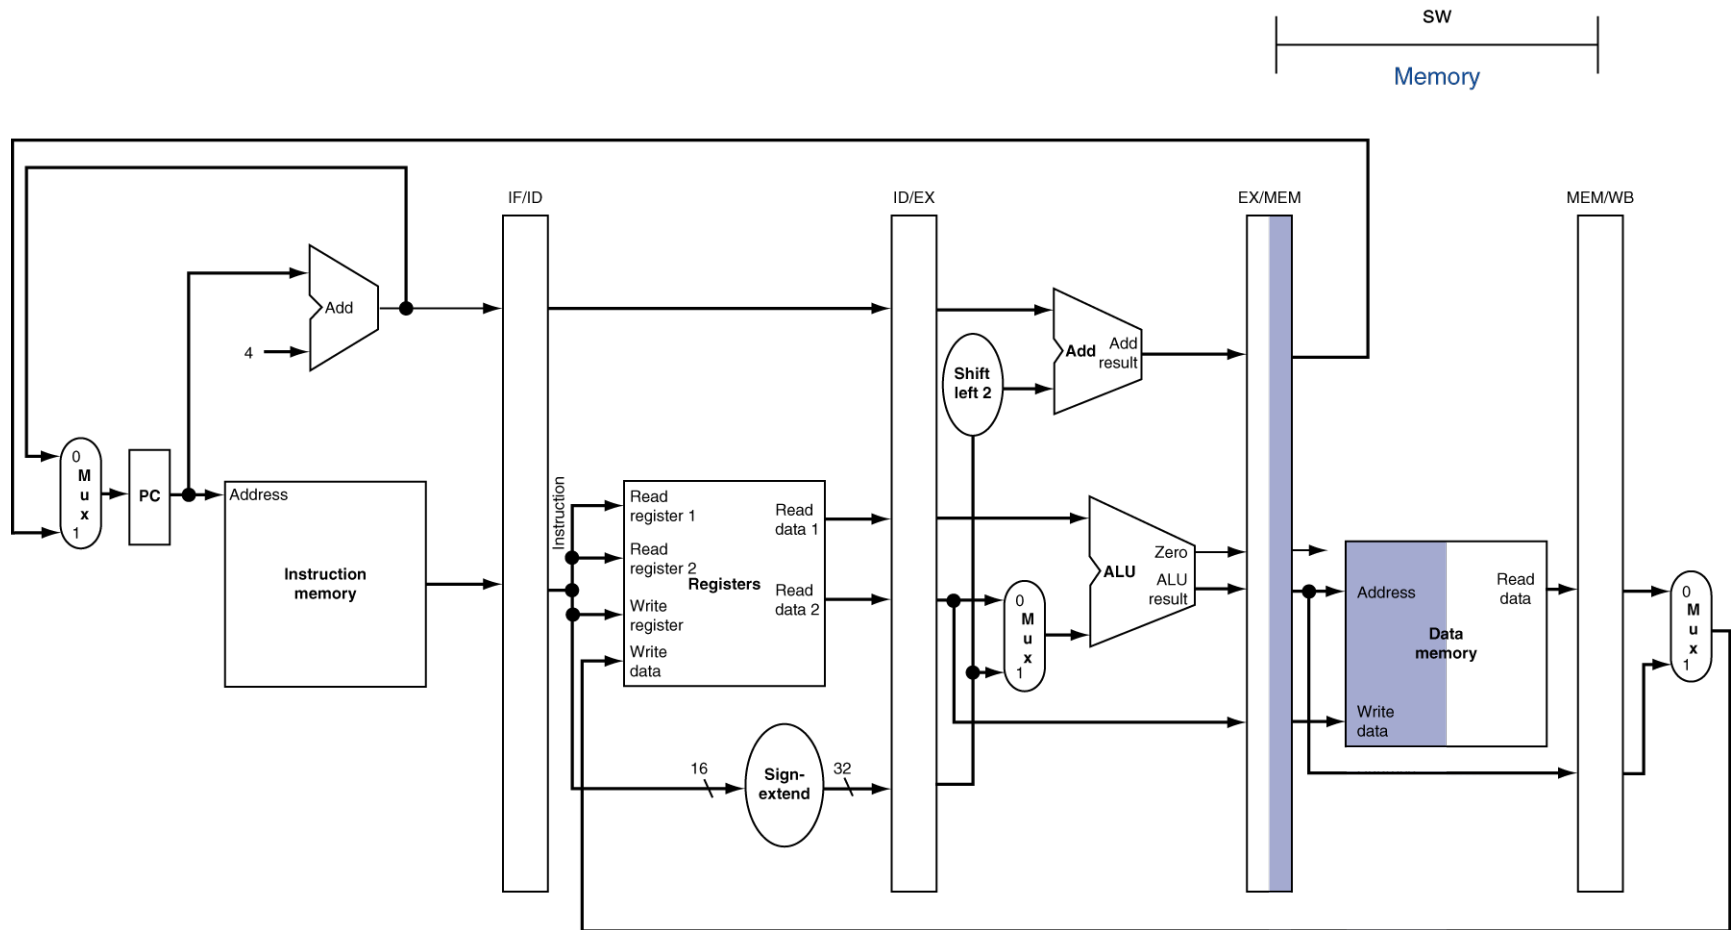 sw
Memory
IF/ID
ID/EX
EX/MEM
MEM/WB
Add
4
Add
Add
result
Shift
left 2
0
M
u
x
1
PC
Address
Instruction
memory
Instruction
Read
register 1
Read
register 2
Write
register
Write
data
Registers
Read
data 1
Read
data 2
16
Sign-
extend
32
0
M
u
x
1
ALU
Zero
ALU
result
Address
Write
data
Data
memory
Read
data
0
M
u
x
1